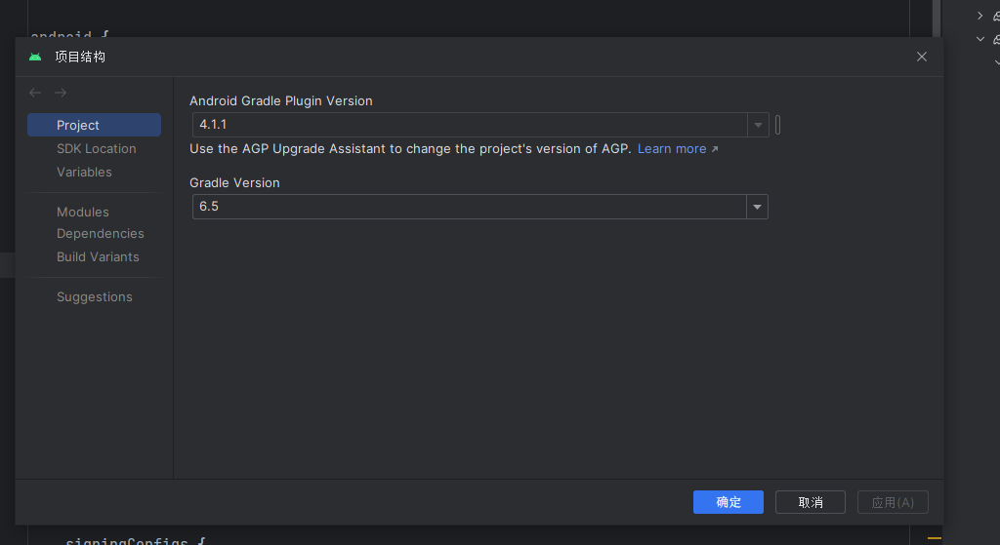 android {
项目结构
Project
SDK Location
Variables
Modules
Dependencies
Build Variants
Suggestions
Android Gradle Plugin Version
4.1.1
Use the AGP Upgrade Assistant to change the project's version of AGP. Learn more
Gradle Version
6.5
确定
取消
应用(A)
signingConfigs {